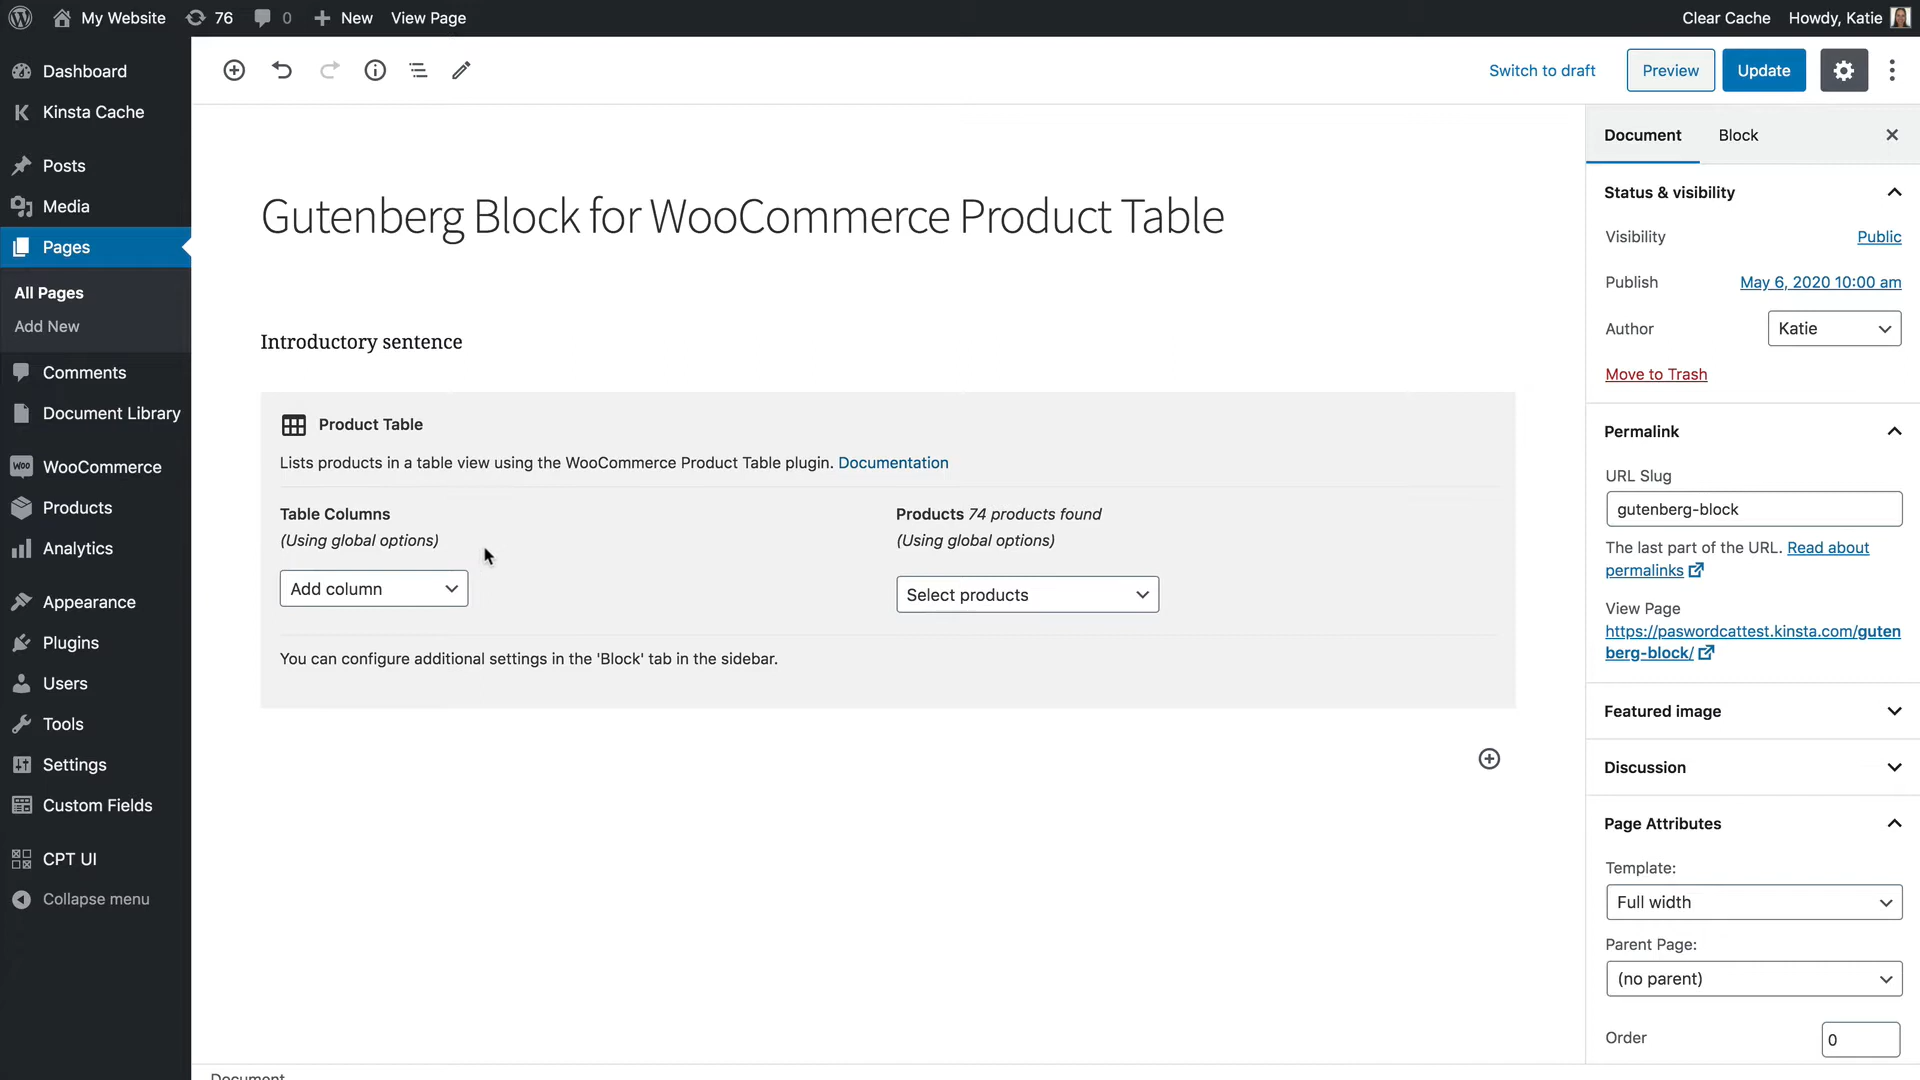 My Website 76 0 New View Page Clear Cache Howdy, Katie
Dashboard
Kinsta Cache
Posts
Media
Pages
All Pages
Add New
Comments
Document Library
WooCommerce
Products
Analytics
Appearance
Plugins
Users
Tools
Settings
Custom Fields
CPT UI
Collapse menu
Switch to draft Preview Update
Gutenberg Block for WooCommerce Product Table
Introductory sentence
Product Table
Lists products in a table view using the WooCommerce Product Table plugin. Documentation
Table Columns
(Using global options)
Add column
Products 74 products found
(Using global options)
Select products
You can configure additional settings in the 'Block' tab in the sidebar.
Document Block
Status & visibility
Visibility Public
Publish May 6, 2020 10:00 am
Author Katie
Move to Trash
Permalink
URL Slug
gutenberg-block
The last part of the URL. Read about
permalinks
View Page
https://paswordcattest.kinsta.com/guten
berg-block/
Featured image
Discussion
Page Attributes
Template:
Full width
Parent Page:
(no parent)
Order 0
Document